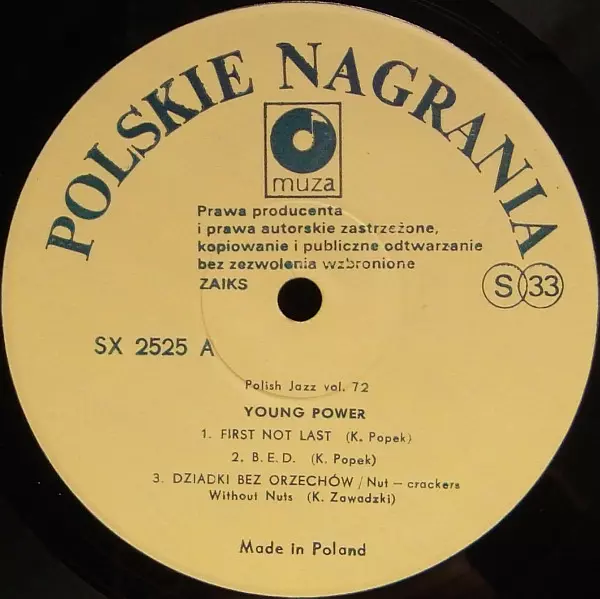 POLSKIE NAGRANIA
muza
Prawa producenta
i prawa autorskie zastrzeżone,
kopiowanie i publiczne odtwarzanie
bez zezwolenia wzbronione
ZAIKS
S 33
SX 2525 A
Polish Jazz vol. 72
YOUNG POWER
1. FIRST NOT LAST (K. Popek)
2. B.E.D. (K. Popek)
3. DZIADKI BEZ ORZECHÓW / Nut — crackers
Without Nuts (K. Zawadzki)
Made in Poland